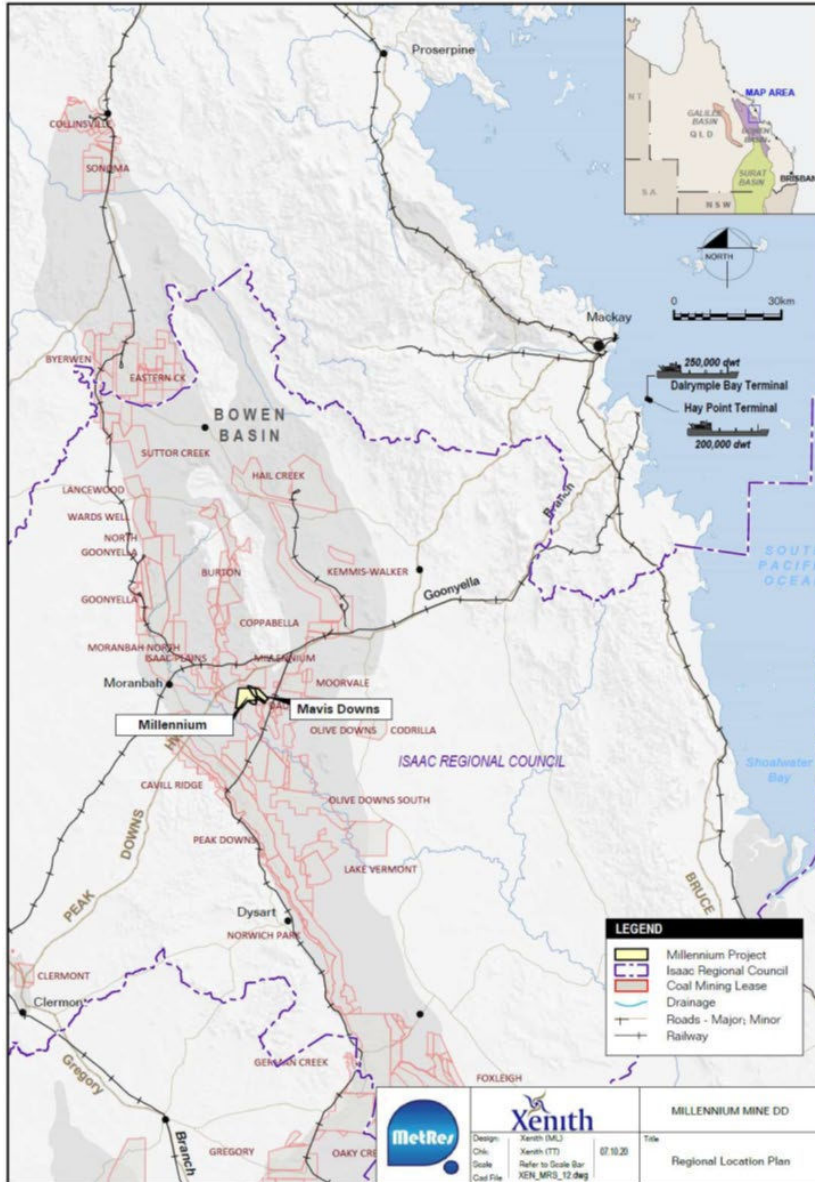 Proserpine
MAP AREA
N T
GALILEE
BASIN
Q L D
BOWEN
BASIN
SURAT
BASIN
BRISBAN
S.A.
N S W
COLLINSVILLE
SONOMA
NORTH
0 30km
Mackay
250,000 dwt
Dalrymple Bay Terminal
Hay Point Terminal
200,000 dwt
BYERWEN
EASTERN CK
BOWEN
BASIN
SUTTOR CREEK
HAIL CREEK
LANCEWOOD
WARDS WELL
NORTH
GOONYELLA
Branch
SOUTH
PACIFIC
OCEAN
BURTON
KEMMIS-WALKER
GOONYELLA
Goonyella
COPPABELLA
MORANBAH NORTH
ISAAC PLAINS
MILLENNIUM
Moranbah
MOORVALE
Mavis Downs
Millennium
OLIVE DOWNS
CODRILLA
ISAAC REGIONAL COUNCIL
Shoalwater
Bay
CAVILL RIDGE
OLIVE DOWNS SOUTH
PEAK DOWNS
PEAK DOWNS
LAKE VERMONT
BRUCE
Dysart
NORWICH PARK
CLERMONT
Clermont
Gregory
Branch
GERMAN CREEK
FOXLEIGH
GREGORY
OAKY CRE
LEGEND
Millennium Project
Isaac Regional Council
Coal Mining Lease
Drainage
Roads - Major; Minor
Railway
MetRes
Xenith
Design: Xenith (ML)
Chk: Xenith (TT) 07.10.20
Scale Refer to Scale Bar
Cad File XEN_MRS_12.dwg
MILLENNIUM MINE DD
Title
Regional Location Plan